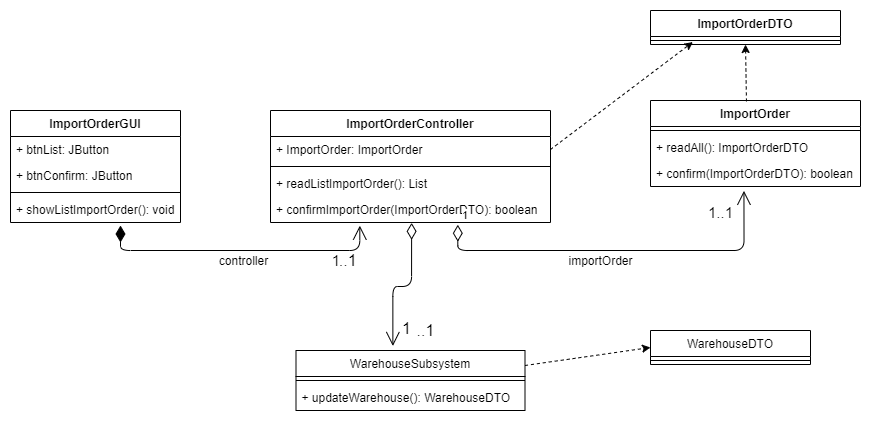 ImportOrderDTO
ImportOrderGUI
+ btnList: JButton
+ btnConfirm: JButton
+ showListImportOrder(): void
ImportOrderController
+ ImportOrder: ImportOrder
+ readListImportOrder(): List
+ confirmImportOrder(ImportOrderDTO): boolean
1
ImportOrder
+ readAll(): ImportOrderDTO
+ confirm(ImportOrderDTO): boolean
1..1
controller
1..1
importOrder
1 ..1
WarehouseSubsystem
+ updateWarehouse(): WarehouseDTO
WarehouseDTO